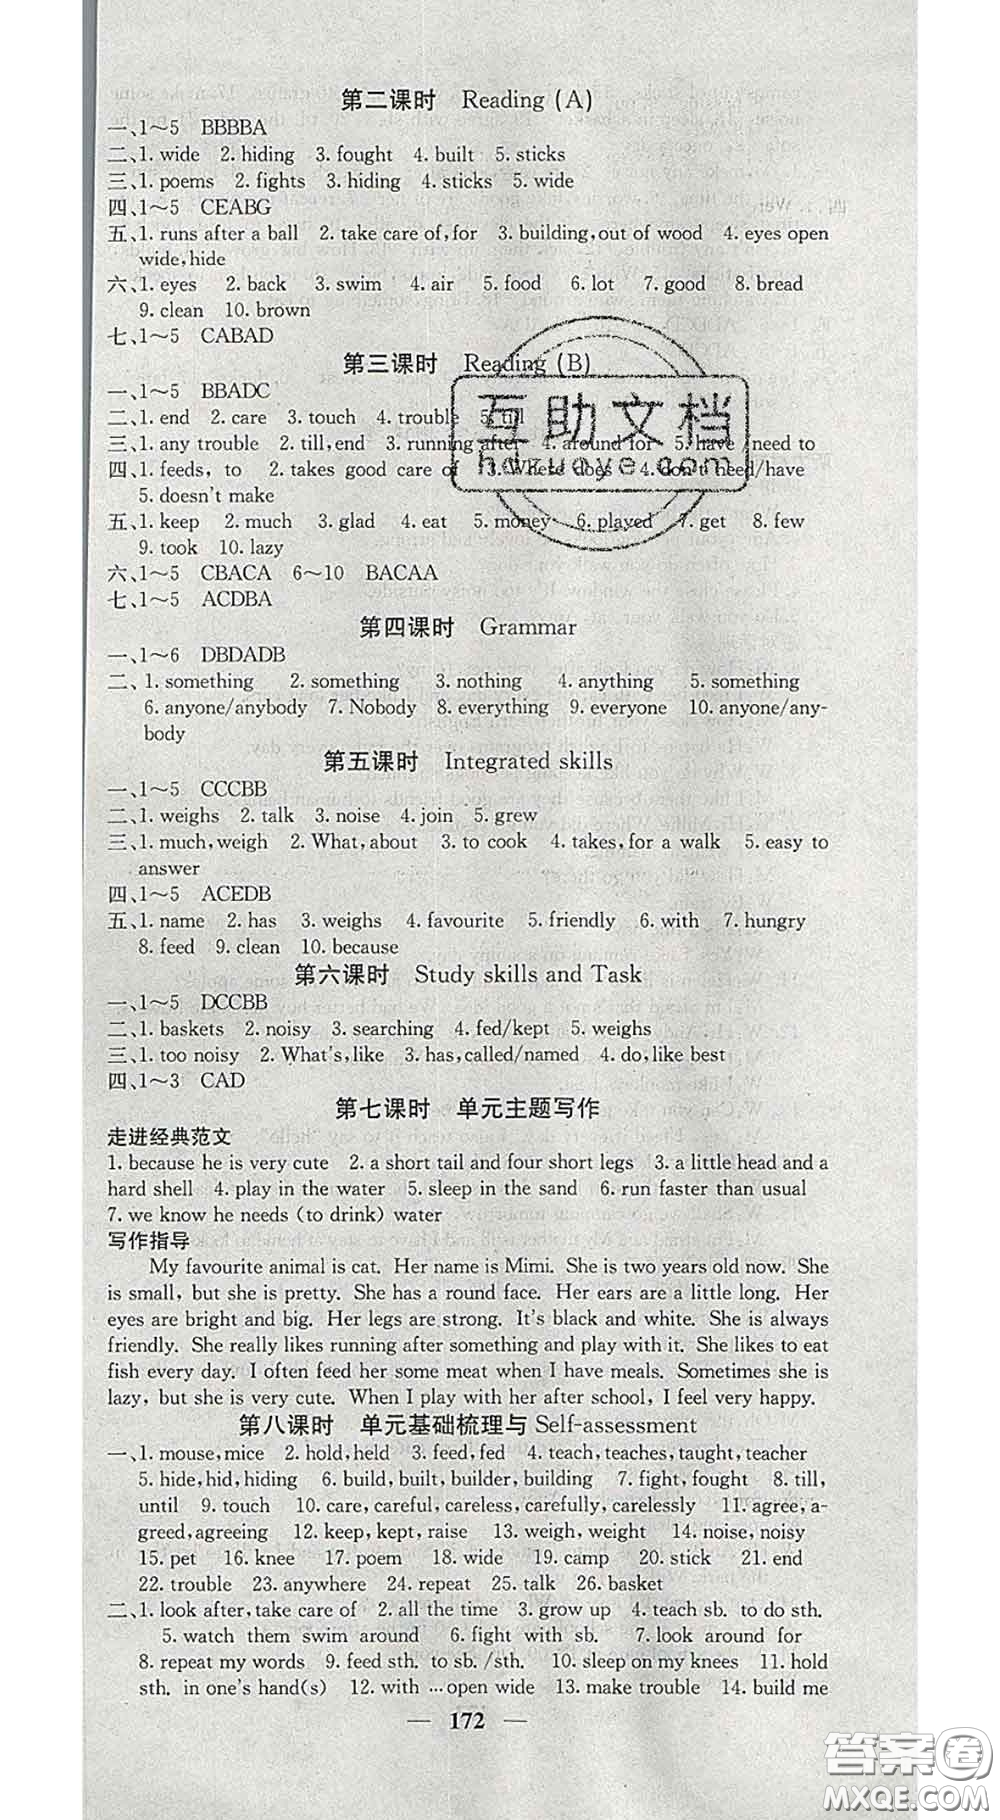 第二课时　Reading (A)
一、1～5　BBBBA
二、1. wide　2. hiding　3. fought　4. built　5. sticks
三、1. poems　2. fights　3. hiding　4. sticks　5. wide
四、1～5　CEABG
五、1. runs after a ball　2. take care of, for　3. building, out of wood　4. eyes open
wide, hide
六、1. eyes　2. back　3. swim　4. air　5. food　6. lot　7. good　8. bread
9. clean　10. brown
七、1～5　CABAD
第三课时　Reading (B)
一、1～5　BBADC
二、1. end　2. care　3. touch　4. trouble　5. till
三、1. any trouble　2. till, end　3. running after　4. around for　5. have　need to
四、1. feeds, to　2. takes good care of　3. Where does　4. don't need/have
5. doesn't make
五、1. keep　2. much　3. glad　4. eat　5. money　6. played　7. get　8. few
9. took　10. lazy
六、1～5　CBACA　6～10　BACAA
七、1～5　ACDBA
第四课时　Grammar
一、1～6　DBDADB
二、1. something　2. something　3. nothing　4. anything　5. something
6. anyone/anybody　7. Nobody　8. everything　9. everyone　10. anyone/any-
body
第五课时　Integrated skills
一、1～5　CCCBB
二、1. weighs　2. talk　3. noise　4. join　5. grew
三、1. much, weigh　2. What, about　3. to cook　4. takes, for a walk　5. easy to
answer
四、1～5　ACEDB
五、1. name　2. has　3. weighs　4. favourite　5. friendly　6. with　7. hungry
8. feed　9. clean　10. because
第六课时　Study skills and Task
一、1～5　DCCBB
二、1. baskets　2. noisy　3. searching　4. fed/kept　5. weighs
三、1. too noisy　2. What's, like　3. has, called/named　4. do, like best
四、1～3　CAD
第七课时　单元主题写作
走进经典范文
1. because he is very cute　2. a short tail and four short legs　3. a little head and a
hard shell　4. play in the water　5. sleep in the sand　6. run faster than usual
7. we know he needs (to drink) water
写作指导
My favourite animal is cat. Her name is Mimi. She is two years old now. She
is small, but she is pretty. She has a round face. Her ears are a little long. Her
eyes are bright and big. Her legs are strong. It's black and white. She is always
friendly. She really likes running after something and play with it. She likes to eat
fish every day. I often feed her some meat when I have meals. Sometimes she is
lazy, but she is very cute. When I play with her after school, I feel very happy.
第八课时　单元基础梳理与 Self-assessment
一、1. mouse, mice　2. hold, held　3. feed, fed　4. teach, teaches, taught, teacher
5. hide, hid, hiding　6. build, built, builder, building　7. fight, fought　8. till,
until　9. touch　10. care, careful, careless, carefully, carelessly　11. agree, a-
greed, agreeing　12. keep, kept, raise　13. weigh, weight　14. noise, noisy
15. pet　16. knee　17. poem　18. wide　19. camp　20. stick　21. end
22. trouble　23. anywhere　24. repeat　25. talk　26. basket
二、1. look after, take care of　2. all the time　3. grow up　4. teach sb. to do sth.
5. watch them swim around　6. fight with sb.　7. look around for
8. repeat my words　9. feed sth. to sb. /sth.　10. sleep on my knees　11. hold
sth. in one's hand(s)　12. with … open wide　13. make trouble　14. build me
— 172 —
互助文档
hdzuoye.com
答案圈
MXQE.COM